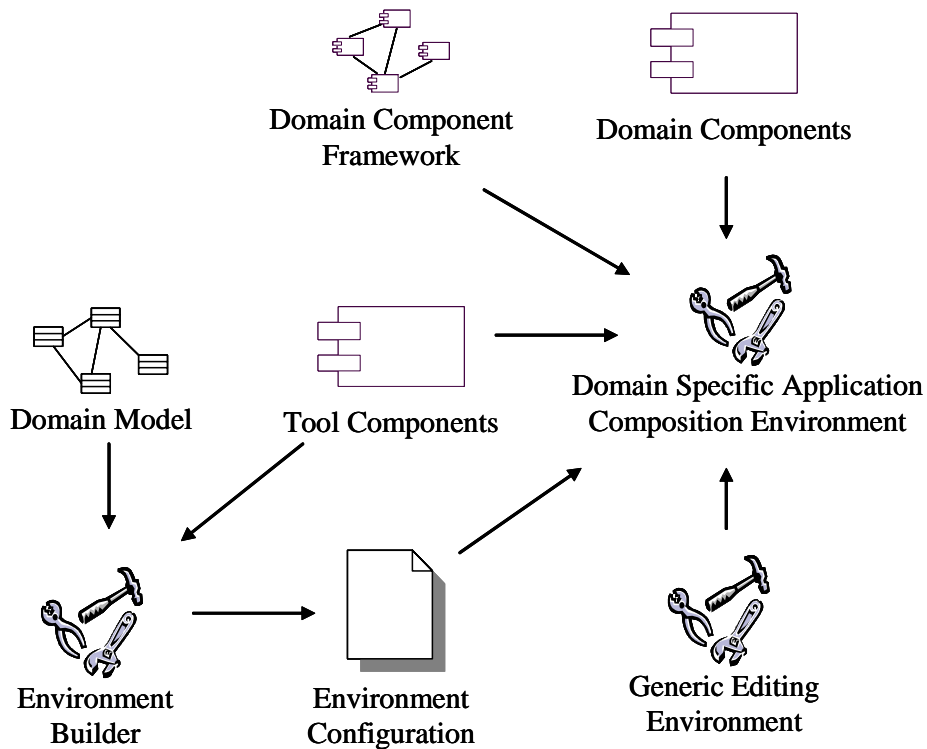 Domain Component
Framework
Domain Components
Domain Model
Tool Components
Domain Specific Application
Composition Environment
Environment
Builder
Environment
Configuration
Generic Editing
Environment